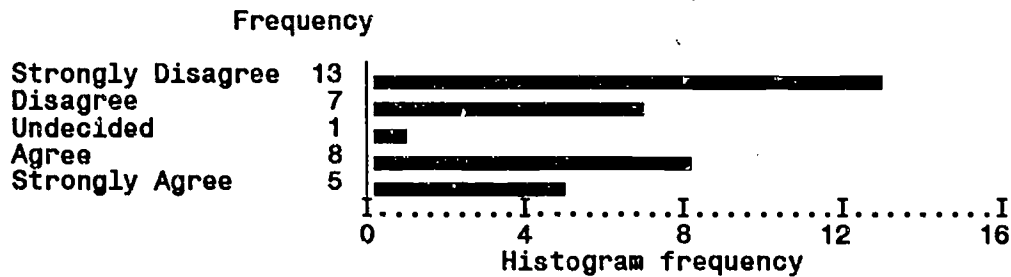 Frequency
Strongly Disagree 13
Disagree 7
Undecided 1
Agree 8
Strongly Agree 5
I.........I.........I.........I.........I
0 4 8 12 16
Histogram frequency